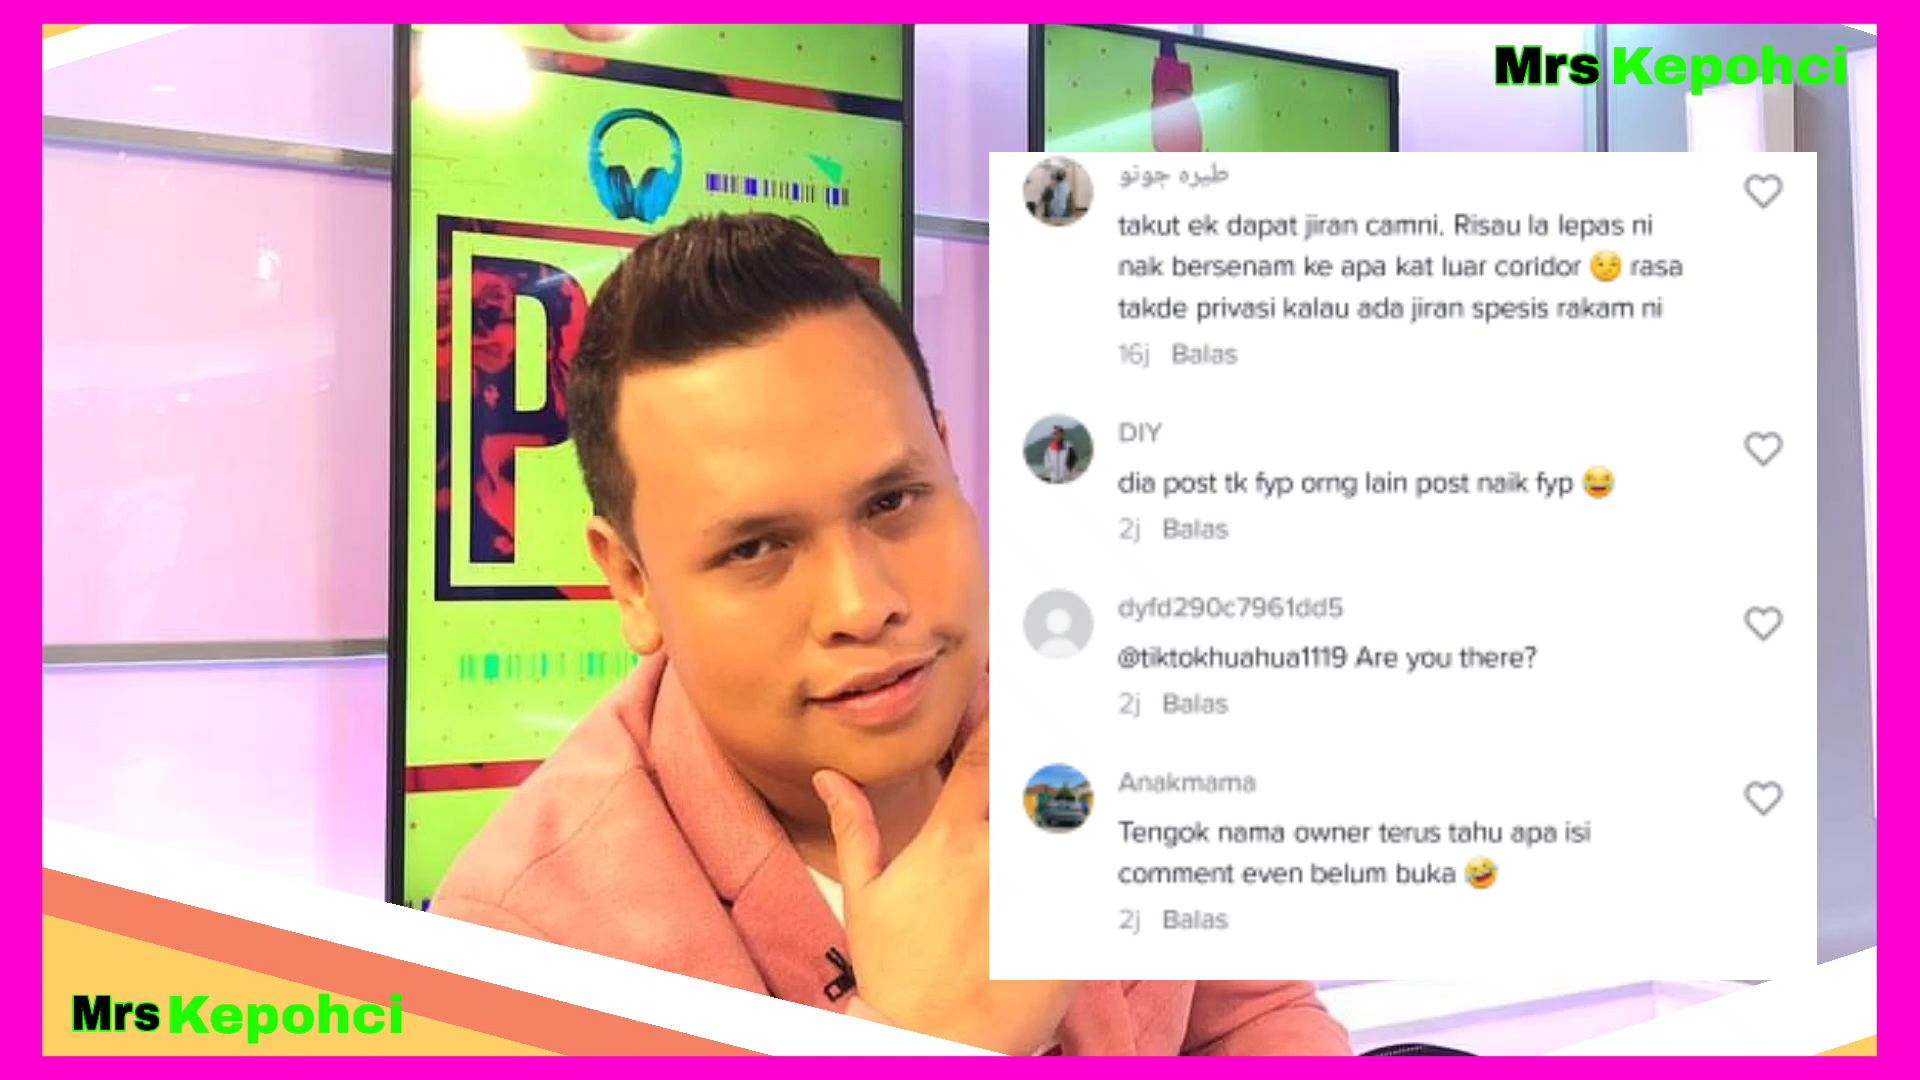 Mrs Kepohci
P
طيره جونو
takut ek dapat jiran camni. Risau la lepas ni
nak bersenam ke apa kat luar coridor 😏 rasa
takde privasi kalau ada jiran spesis rakam ni
16j Balas
DIY
dia post tk fyp orng lain post naik fyp 😂
2j Balas
dyfd290c7961dd5
@tiktokhuahua1119 Are you there?
2j Balas
Anakmama
Tengok nama owner terus tahu apa isi
comment even belum buka 🤣
2j Balas
Mrs Kepohci